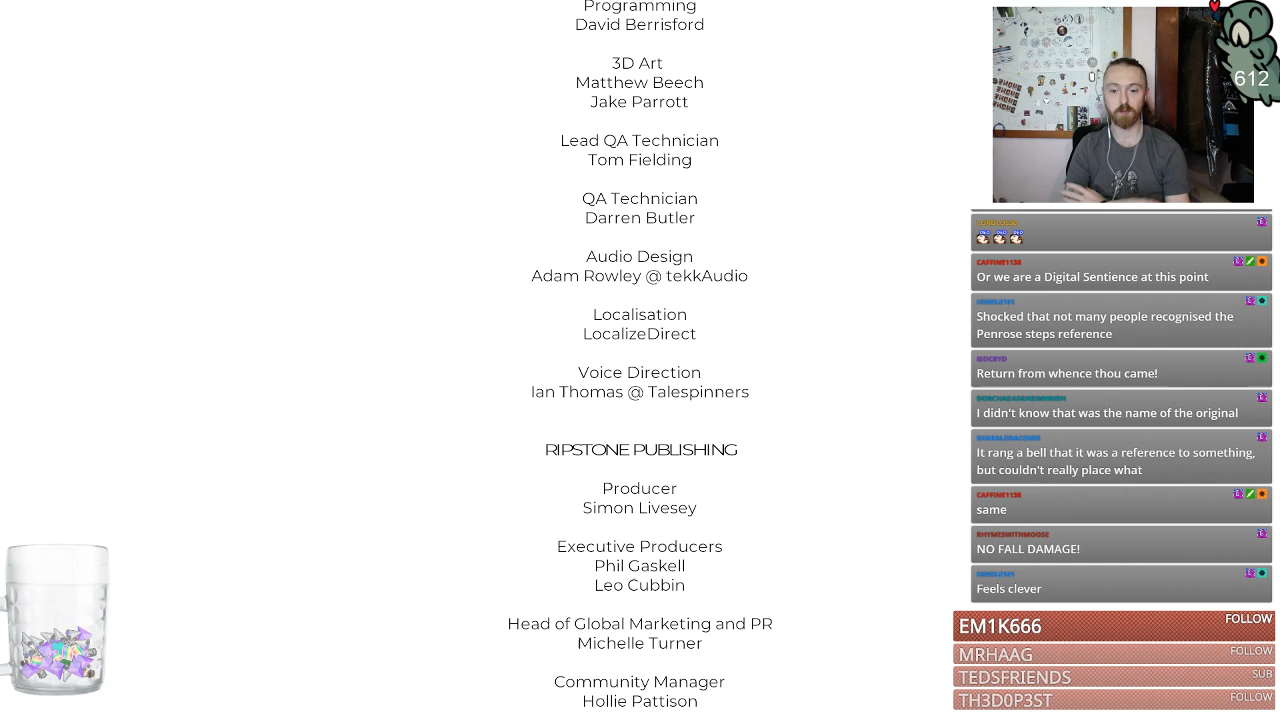 Programming
David Berrisford
3D Art
Matthew Beech
Jake Parrott
Lead QA Technician
Tom Fielding
QA Technician
Darren Butler
Audio Design
Adam Rowley @ tekkAudio
Localisation
LocalizeDirect
Voice Direction
Ian Thomas @ Talespinners
RIPSTONE PUBLISHING
Producer
Simon Livesey
Executive Producers
Phil Gaskell
Leo Cubbin
Head of Global Marketing and PR
Michelle Turner
Community Manager
Hollie Pattison
612
CAFFINE1138
Or we are a Digital Sentience at this point
Shocked that not many people recognised the
Penrose steps reference
Return from whence thou came!
I didn't know that was the name of the original
It rang a bell that it was a reference to something,
but couldn't really place what
CAFFINE1138
same
RHYMESWITHMOOSE
NO FALL DAMAGE!
Feels clever
EM1K666 FOLLOW
MRHAAG FOLLOW
TEDSFRIENDS SUB
TH3D0P3ST FOLLOW